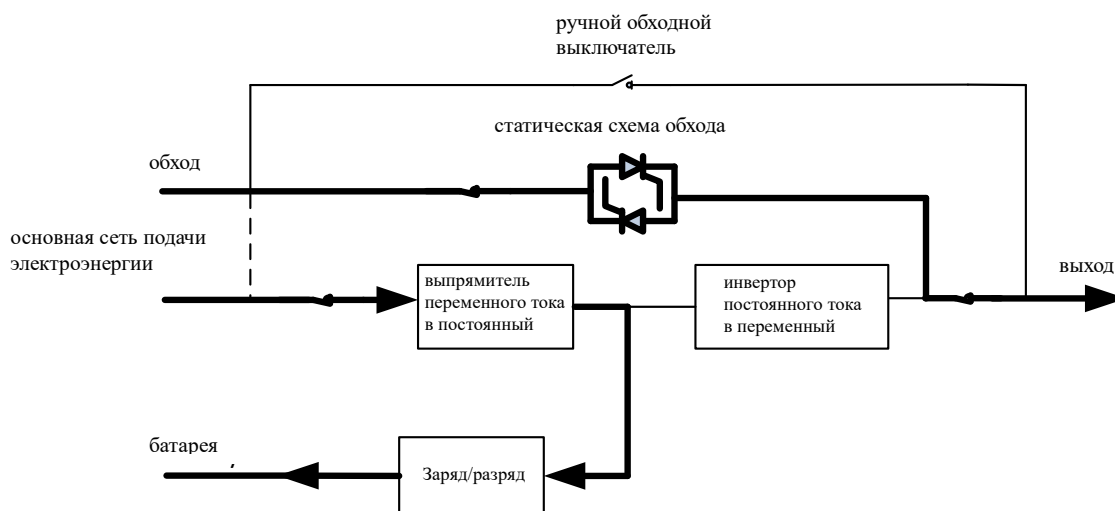 ручной обходной
выключатель
статическая схема обхода
обход
основная сеть подачи
электроэнергии
выпрямитель
переменного тока
в постоянный
инвертор
постоянного тока
в переменный
выход
батарея
Заряд/разряд